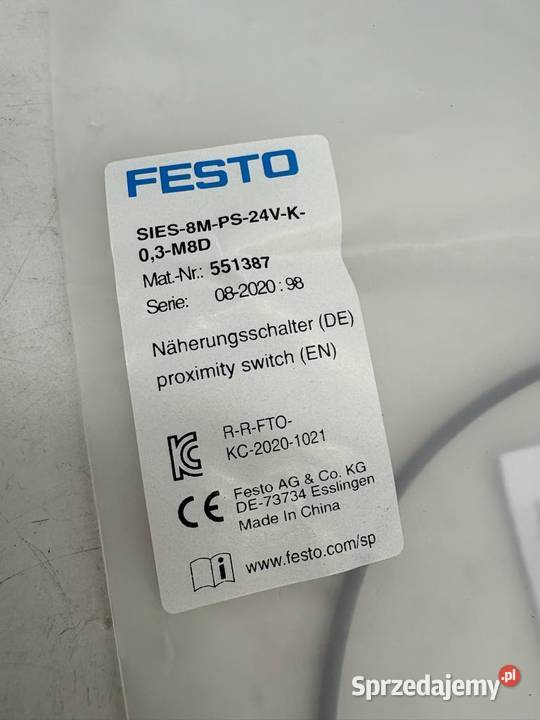 FESTO
SIES-8M-PS-24V-K-
0,3-M8D
Mat.-Nr.: 551387
Serie: 08-2020 : 98
Näherungsschalter (DE)
proximity switch (EN)
R-R-FTO-
KC-2020-1021
Festo AG & Co. KG
DE-73734 Esslingen
Made In China
www.festo.com/sp
Sprzedajemy.pl